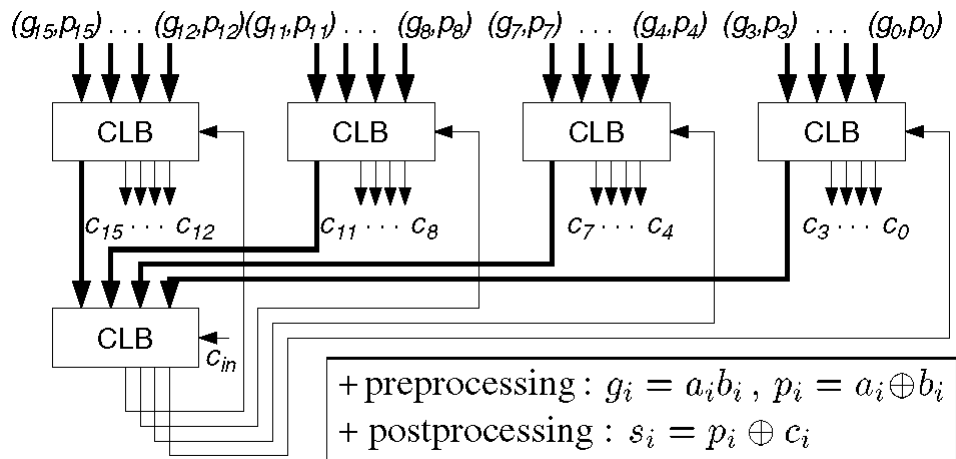 (g₁₅,p₁₅) . . . (g₁₂,p₁₂)(g₁₁,p₁₁) . . . (g₈,p₈) (g₇,p₇) . . . (g₄,p₄) (g₃,p₃) . . . (g₀,p₀)
CLB CLB CLB CLB
c₁₅ . . . c₁₂ c₁₁ . . . c₈ c₇ . . . c₄ c₃ . . . c₀
CLB
c_in
+ preprocessing : gᵢ = aᵢbᵢ , pᵢ = aᵢ⊕bᵢ
+ postprocessing : sᵢ = pᵢ ⊕ cᵢ